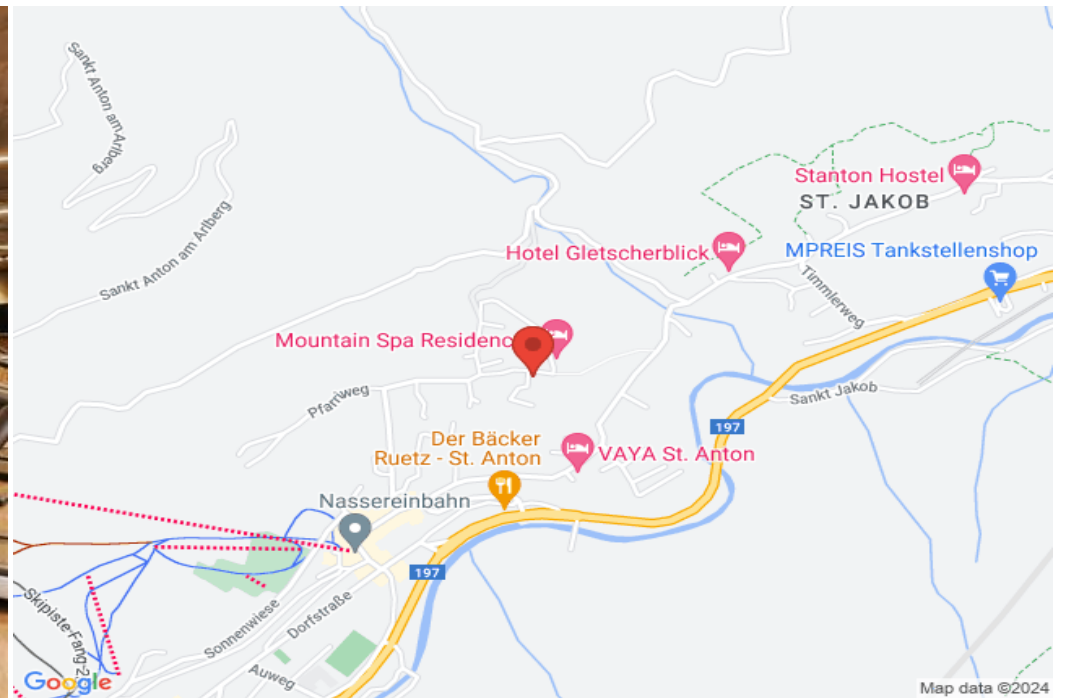 Sankt Anton am Arlberg
Stanton Hostel
ST. JAKOB
Hotel Gletscherblick
MPREIS Tankstellenshop
Timmlerweg
Sankt Anton am Arlberg
Mountain Spa Residenc
Pfarrweg
Sankt Jakob
197
Der Bäcker
Ruetz - St. Anton
VAYA St. Anton
Nassereinbahn
197
Skipiste-Fang-2
Sonnenwiese
Dorfstraße
Auweg
Google
Map data ©2024